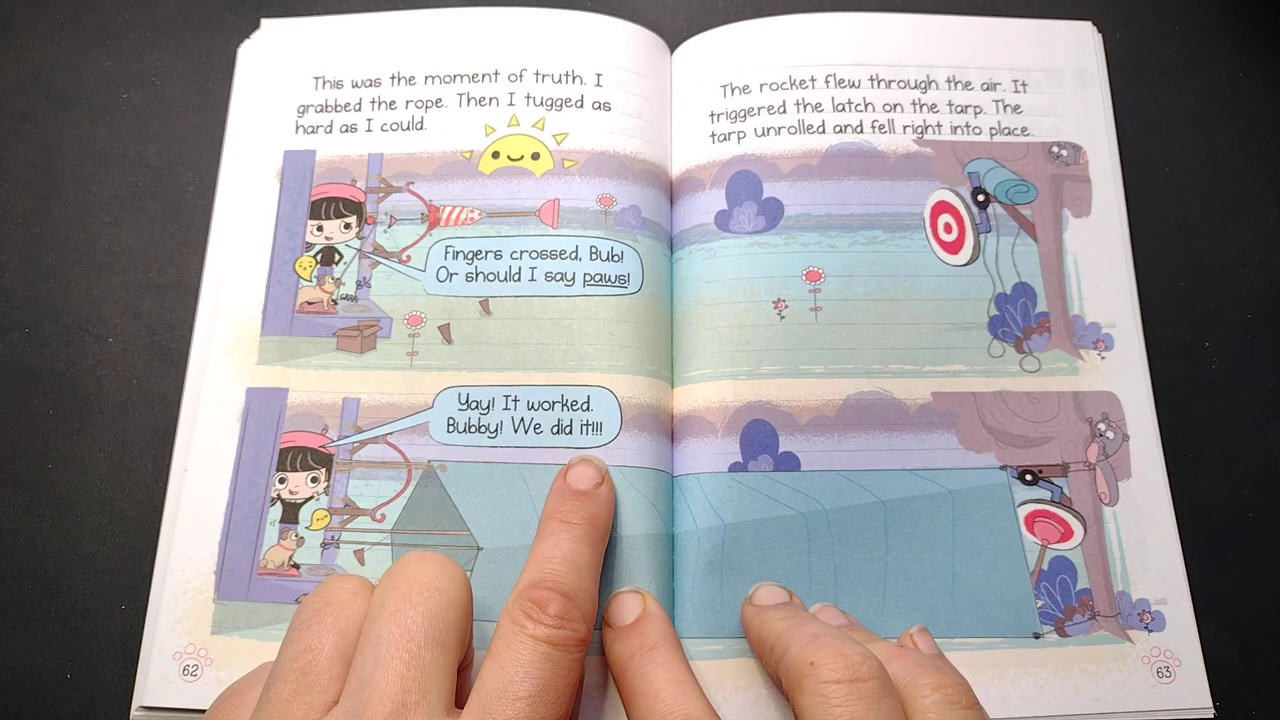 This was the moment of truth. I
grabbed the rope. Then I tugged as
hard as I could.
Fingers crossed, Bub!
Or should I say paws!
Yay! It worked.
Bubby! We did it!!!
62
The rocket flew through the air. It
triggered the latch on the tarp. The
tarp unrolled and fell right into place.
63